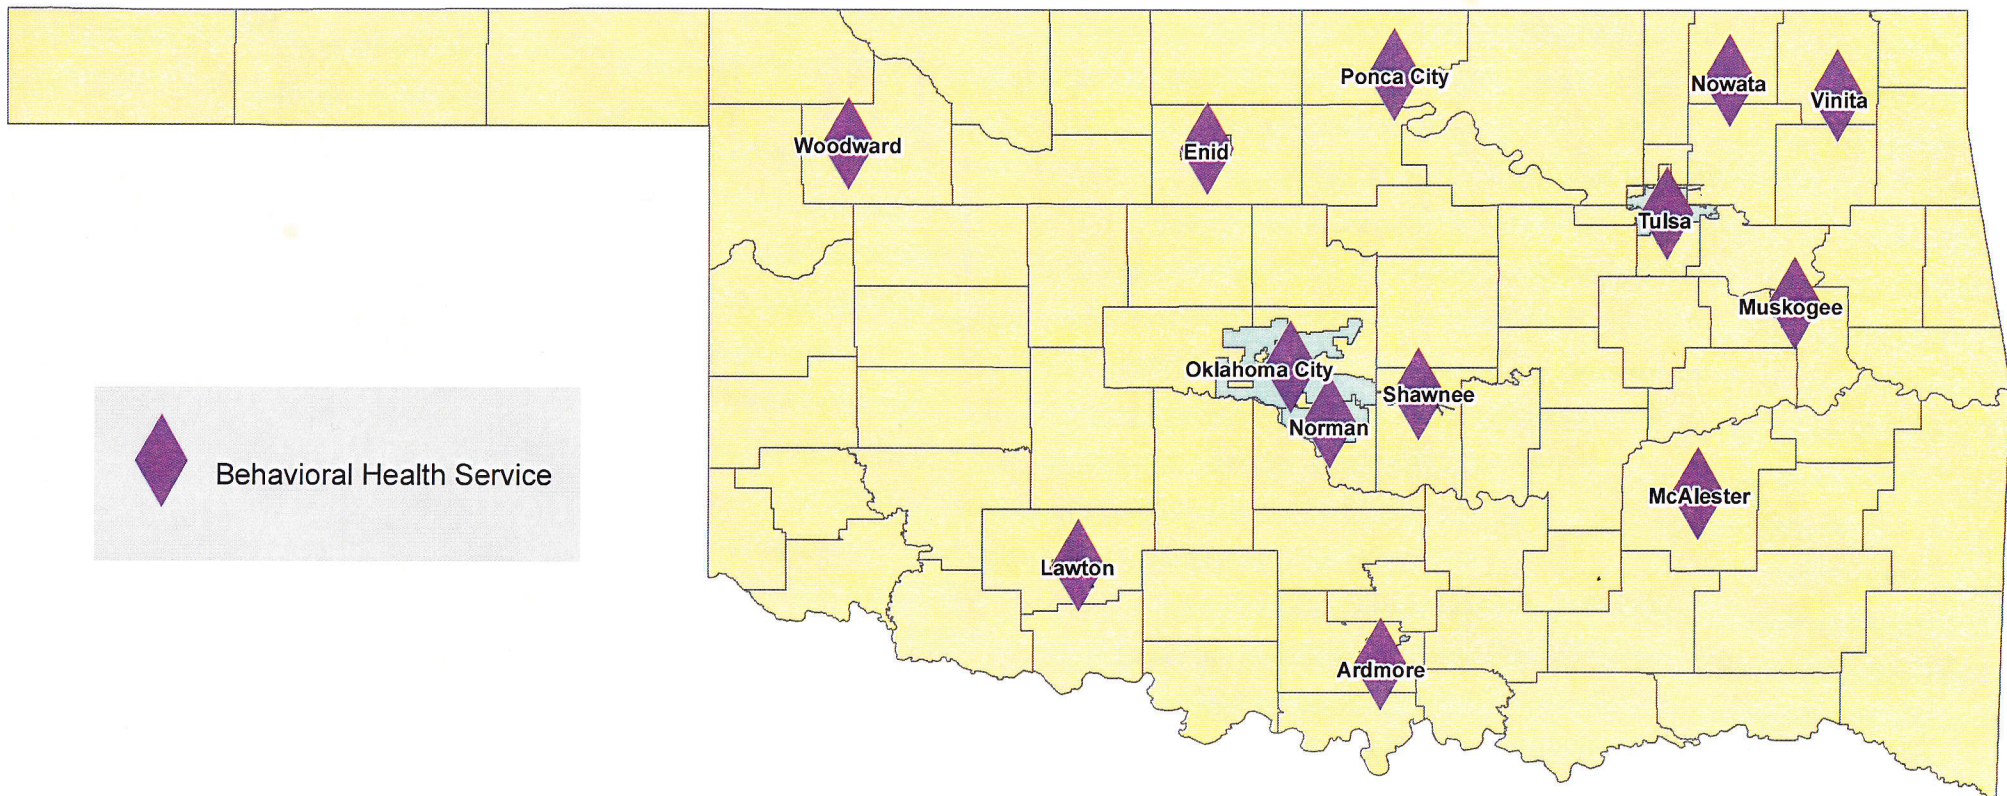 Ponca City
Nowata
Vinita
Woodward
Enid
Tulsa
Muskogee
Oklahoma City
Shawnee
Norman
Behavioral Health Service
McAlester
Lawton
Ardmore